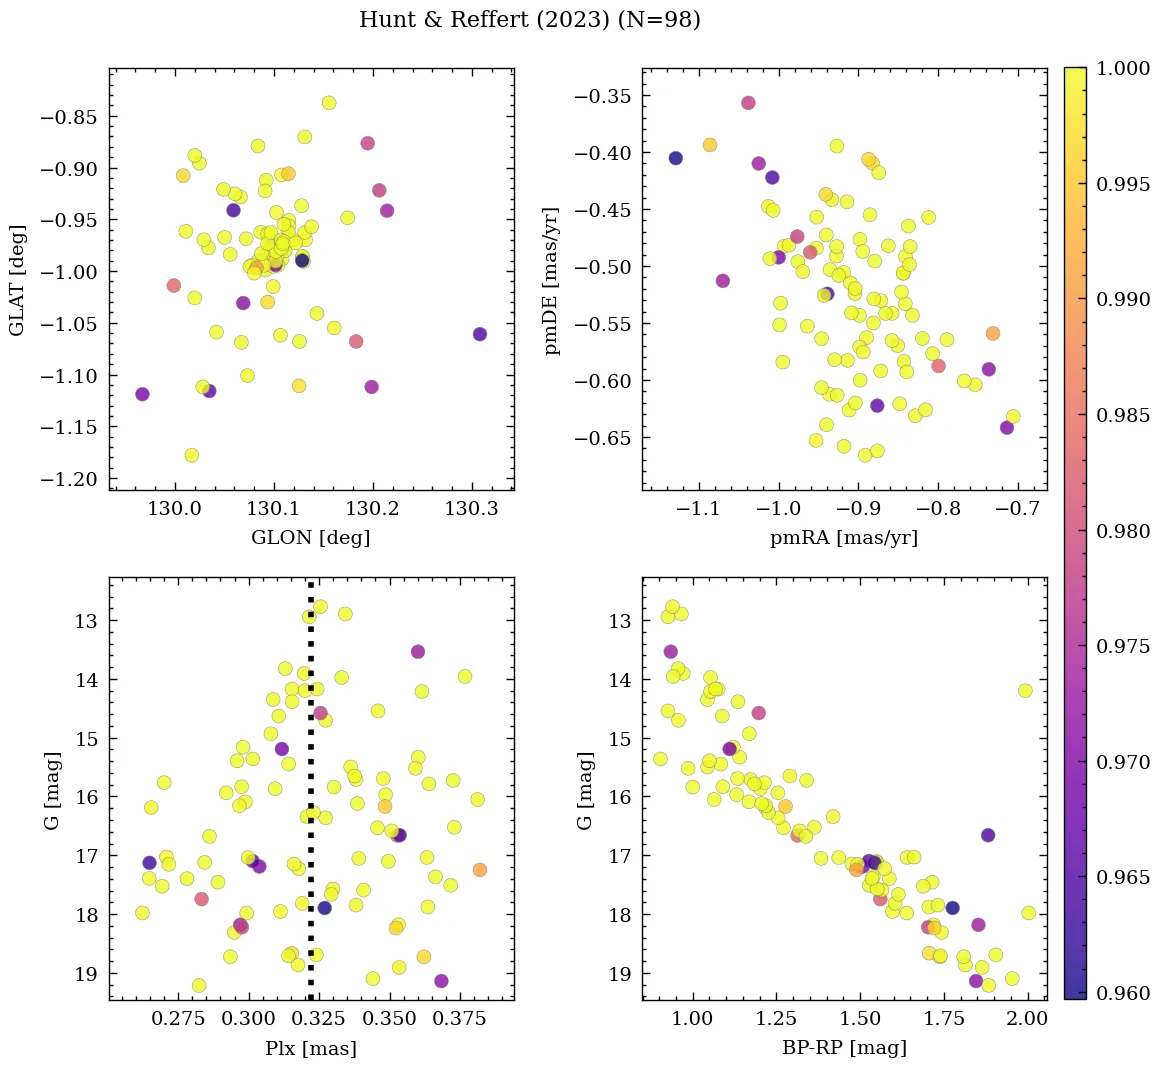 Hunt & Reffert (2023) (N=98)
−0.85
−0.90
−0.95
−1.00
−1.05
−1.10
−1.15
−1.20
GLAT [deg]
130.0 130.1 130.2 130.3
GLON [deg]
−0.35
−0.40
−0.45
−0.50
−0.55
−0.60
−0.65
pmDE [mas/yr]
−1.1 −1.0 −0.9 −0.8 −0.7
pmRA [mas/yr]
13
14
15
16
17
18
19
G [mag]
0.275 0.300 0.325 0.350 0.375
Plx [mas]
13
14
15
16
17
18
19
G [mag]
1.00 1.25 1.50 1.75 2.00
BP-RP [mag]
1.000
0.995
0.990
0.985
0.980
0.975
0.970
0.965
0.960